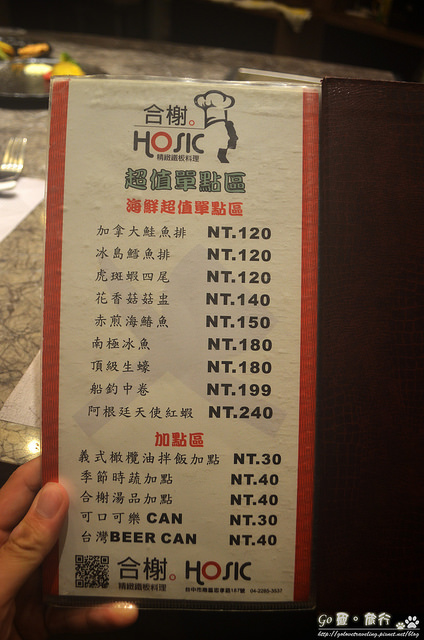 合榭。
HOSIC
精緻鐵板料理
超值單點區
海鮮超值單點區
加拿大鮭魚排 NT.120
冰島鱈魚排 NT.120
虎斑蝦四尾 NT.120
花香菇菇盅 NT.140
赤煎海鱺魚 NT.150
南極冰魚 NT.180
頂級生蠔 NT.180
船釣中卷 NT.199
阿根廷天使紅蝦 NT.240
加點區
義式橄欖油拌飯加點 NT.30
季節時蔬加點 NT.40
合榭湯品加點 NT.40
可口可樂 CAN NT.30
台灣BEER CAN NT.40
合榭。 HOSIC
精緻鐵板料理
Go 靈。旅行